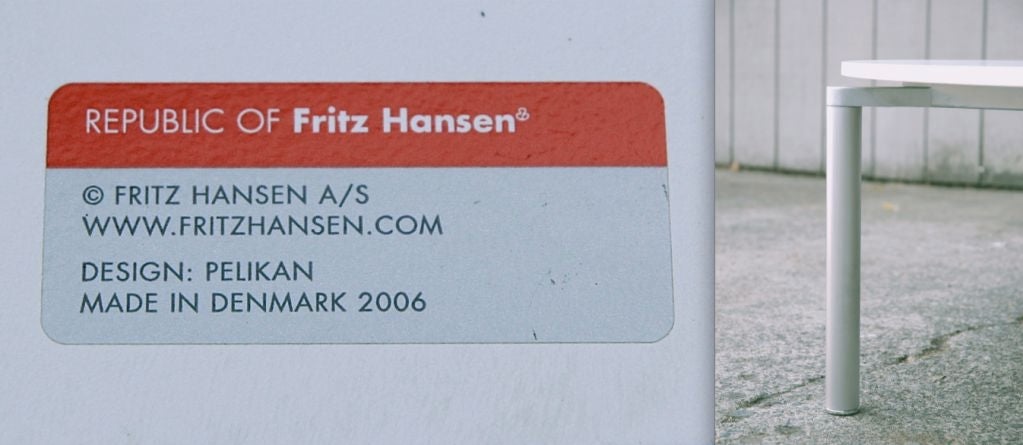 REPUBLIC OF Fritz Hansen
© FRITZ HANSEN A/S
WWW.FRITZHANSEN.COM
DESIGN: PELIKAN
MADE IN DENMARK 2006